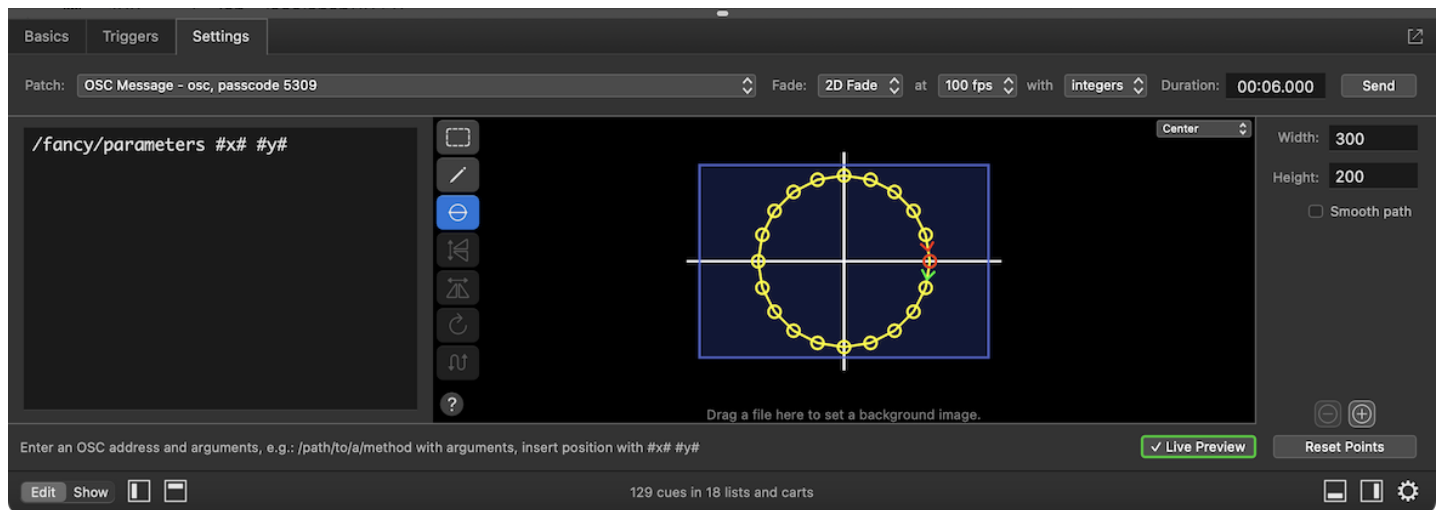 Basics Triggers Settings
Patch: OSC Message - osc, passcode 5309 Fade: 2D Fade at 100 fps with integers Duration: 00:06.000 Send
/fancy/parameters #x# #y#
Center
Width: 300
Height: 200
Smooth path
?
Drag a file here to set a background image.
Enter an OSC address and arguments, e.g.: /path/to/a/method with arguments, insert position with #x# #y# ✓ Live Preview Reset Points
Edit Show 129 cues in 18 lists and carts